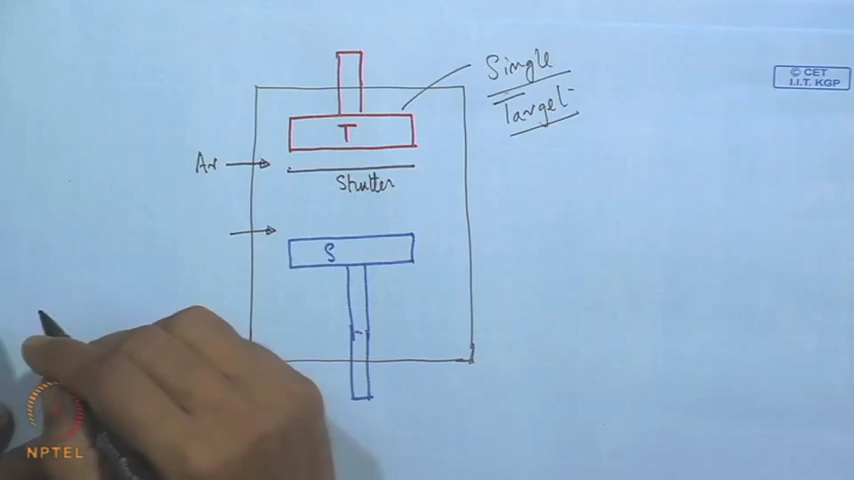 Single
Target
© CET
I.I.T. KGP
T
Ar
Shutter
S
NPTEL